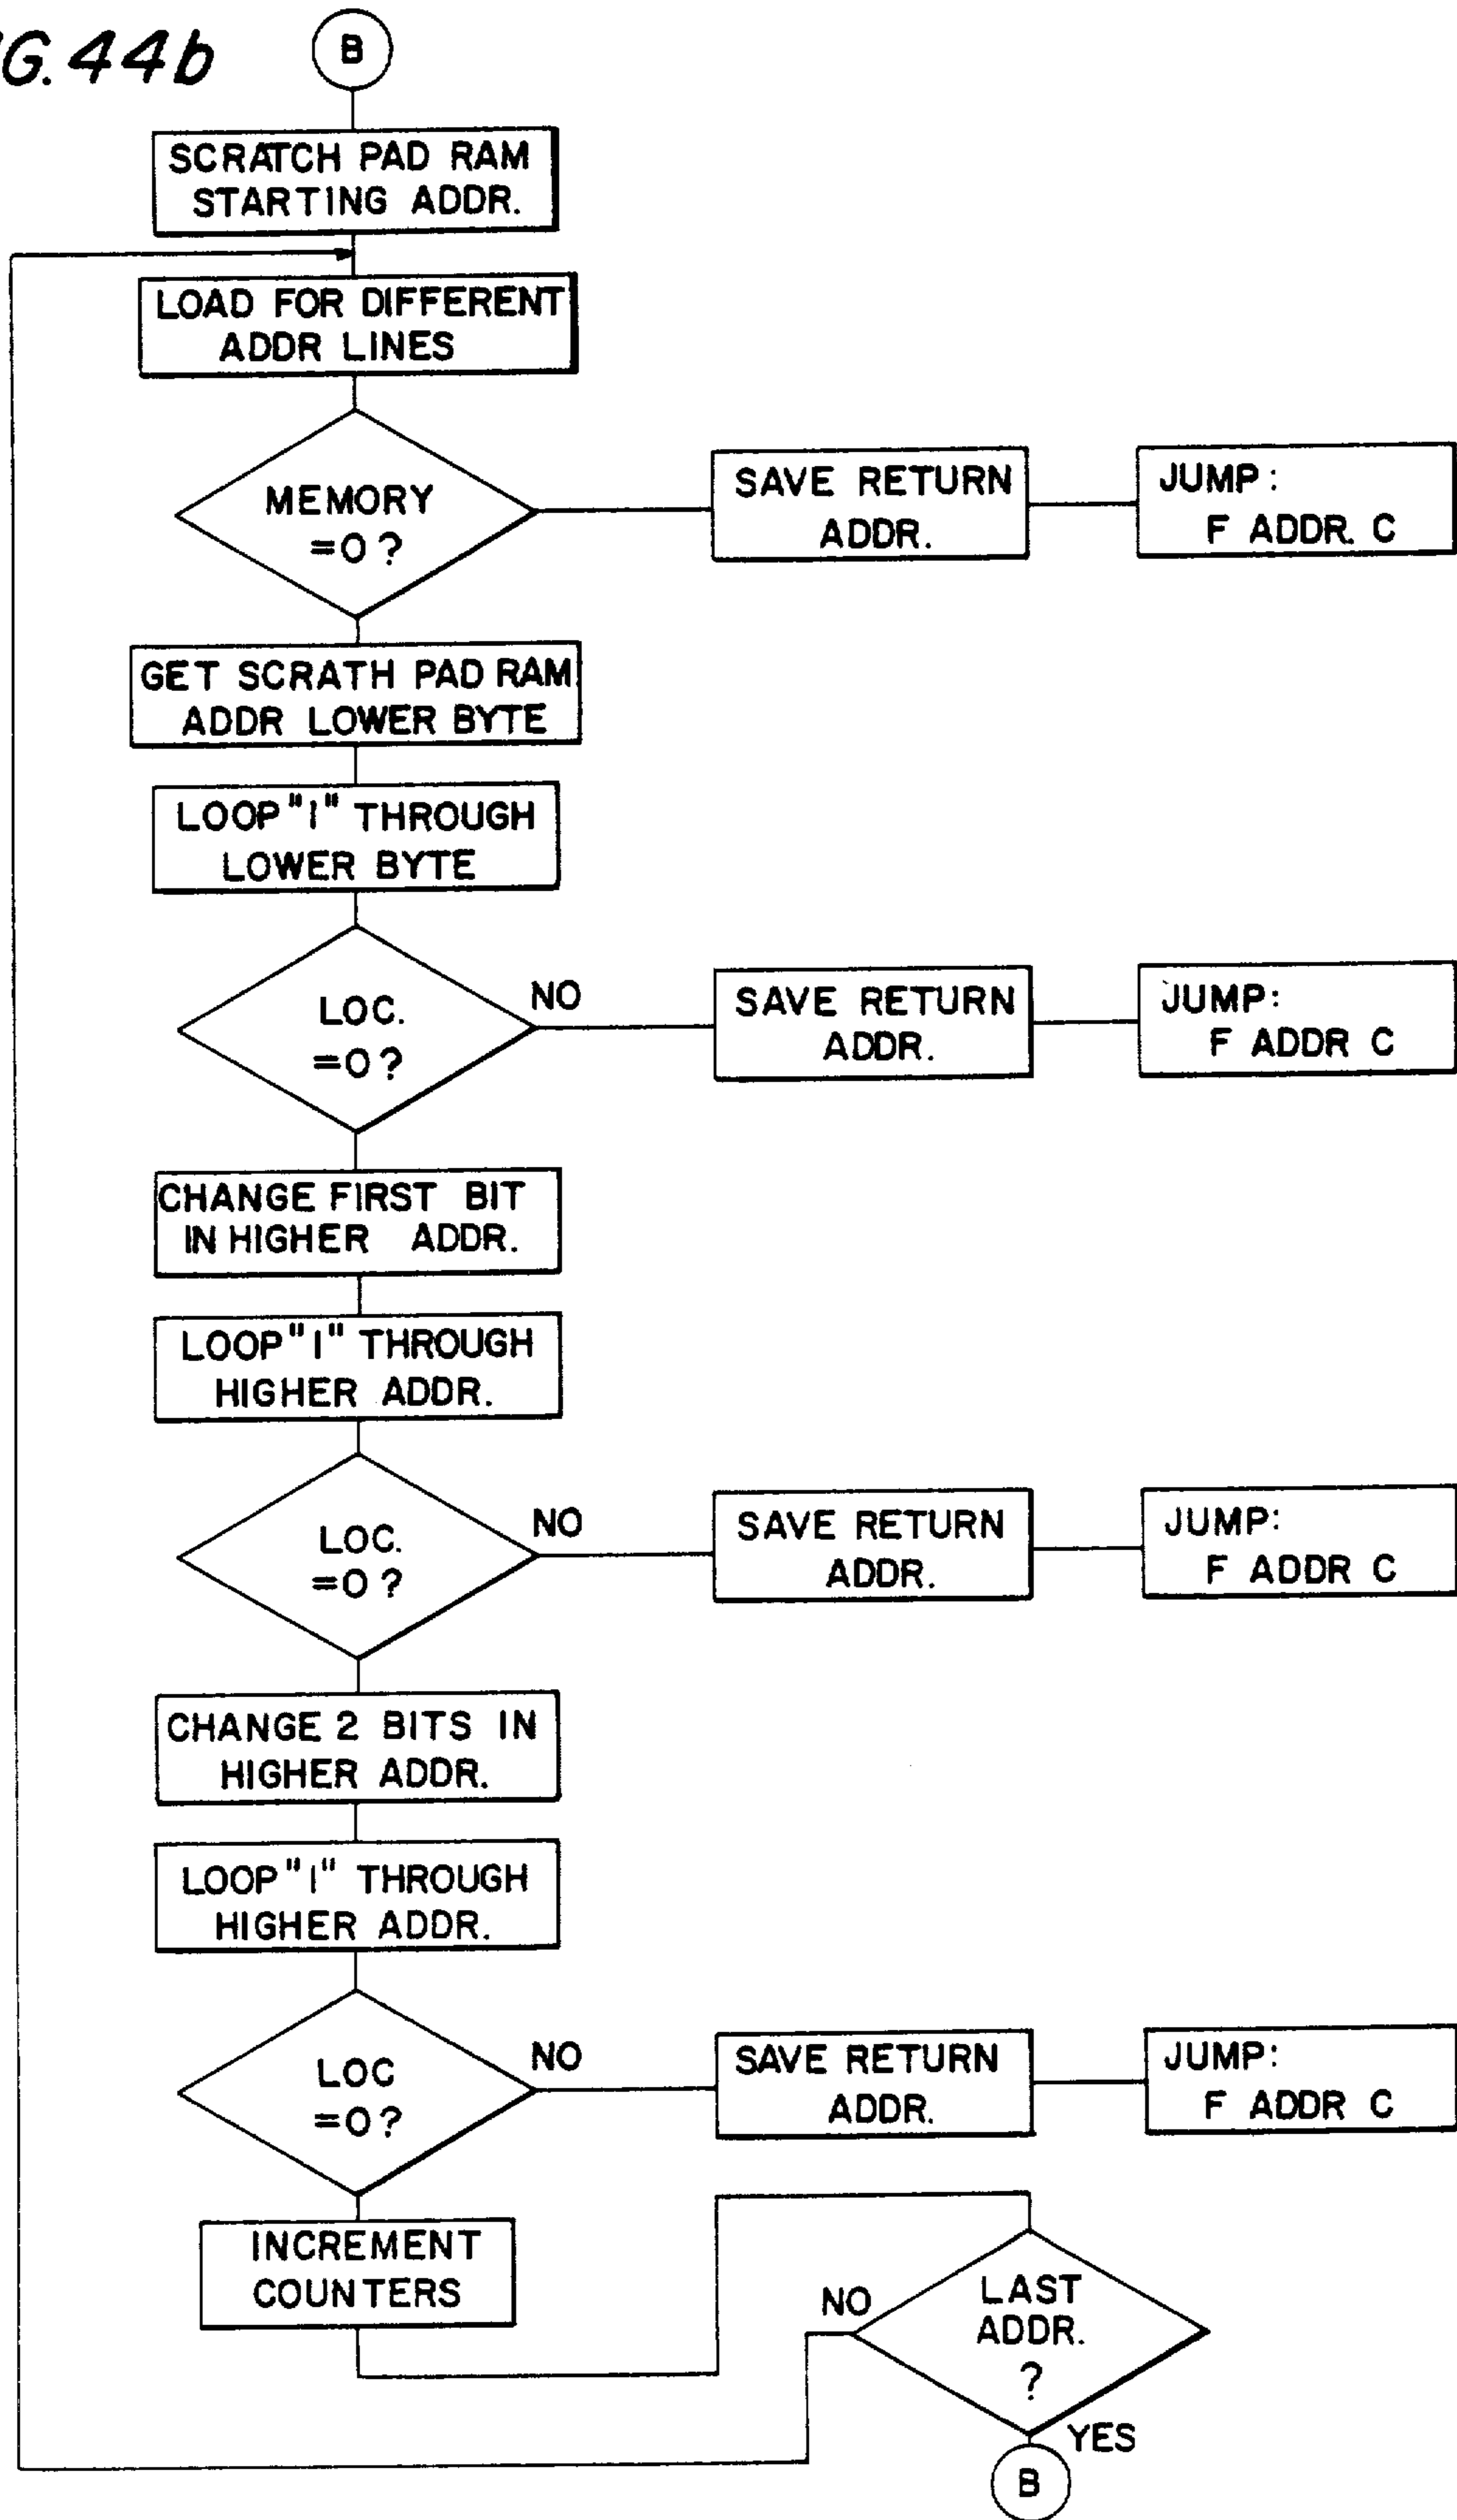 G. 44b
B
SCRATCH PAD RAM
STARTING ADDR.
LOAD FOR DIFFERENT
ADDR LINES
MEMORY
=0?
SAVE RETURN
ADDR.
JUMP:
F ADDR. C
GET SCRATH PAD RAM
ADDR LOWER BYTE
LOOP "1" THROUGH
LOWER BYTE
LOC.
=0?
NO
SAVE RETURN
ADDR.
JUMP:
F ADDR C
CHANGE FIRST BIT
IN HIGHER ADDR.
LOOP "1" THROUGH
HIGHER ADDR.
LOC.
=0?
NO
SAVE RETURN
ADDR.
JUMP:
F ADDR C
CHANGE 2 BITS IN
HIGHER ADDR.
LOOP "1" THROUGH
HIGHER ADDR.
LOC
=0?
NO
SAVE RETURN
ADDR.
JUMP:
F ADDR C
INCREMENT
COUNTERS
NO
LAST
ADDR.
?
YES
B